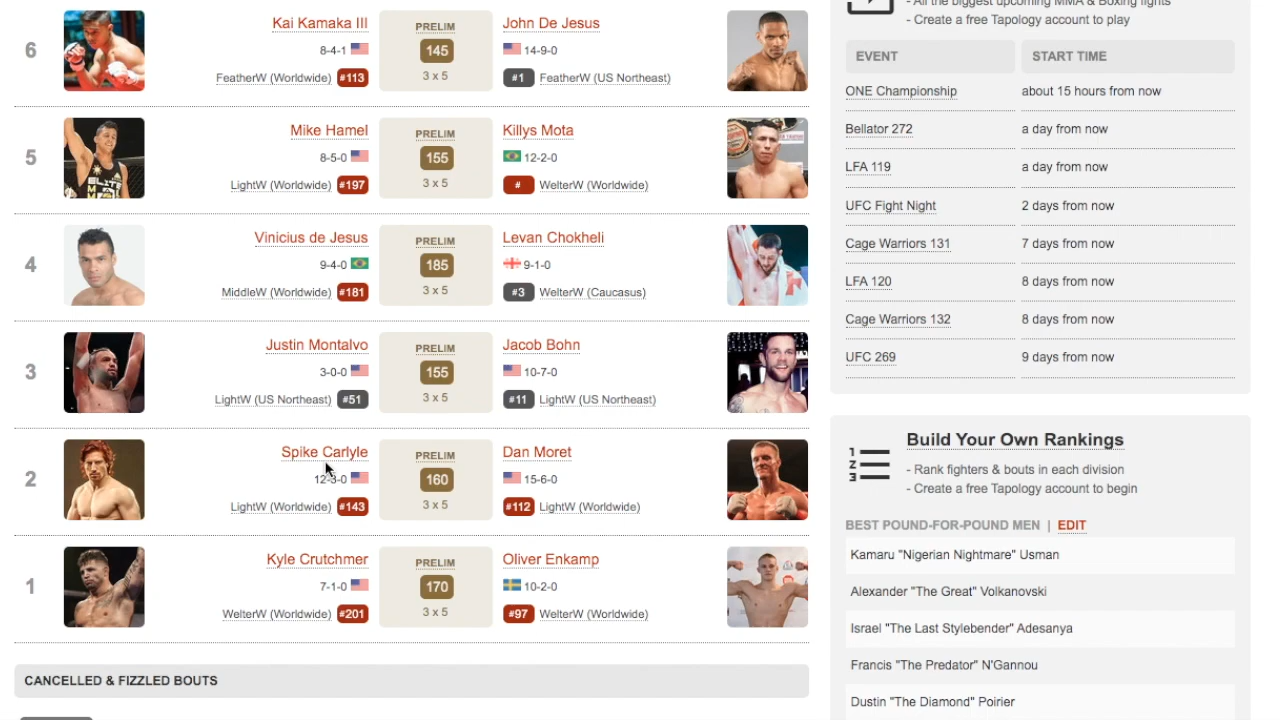 - All the biggest upcoming MMA & Boxing fights
- Create a free Tapology account to play
6
Kai Kamaka III
8-4-1
FeatherW (Worldwide) #113
PRELIM
145
3 x 5
John De Jesus
14-9-0
#1 FeatherW (US Northeast)
5
Mike Hamel
8-5-0
LightW (Worldwide) #197
PRELIM
155
3 x 5
Killys Mota
12-2-0
# WelterW (Worldwide)
4
Vinicius de Jesus
9-4-0
MiddleW (Worldwide) #181
PRELIM
185
3 x 5
Levan Chokheli
9-1-0
#3 WelterW (Caucasus)
3
Justin Montalvo
3-0-0
LightW (US Northeast) #51
PRELIM
155
3 x 5
Jacob Bohn
10-7-0
#11 LightW (US Northeast)
2
Spike Carlyle
12-3-0
LightW (Worldwide) #143
PRELIM
160
3 x 5
Dan Moret
15-6-0
#112 LightW (Worldwide)
1
Kyle Crutchmer
7-1-0
WelterW (Worldwide) #201
PRELIM
170
3 x 5
Oliver Enkamp
10-2-0
#97 WelterW (Worldwide)
CANCELLED & FIZZLED BOUTS
EVENT START TIME
ONE Championship about 15 hours from now
Bellator 272 a day from now
LFA 119 a day from now
UFC Fight Night 2 days from now
Cage Warriors 131 7 days from now
LFA 120 8 days from now
Cage Warriors 132 8 days from now
UFC 269 9 days from now
Build Your Own Rankings
- Rank fighters & bouts in each division
- Create a free Tapology account to begin
BEST POUND-FOR-POUND MEN | EDIT
Kamaru "Nigerian Nightmare" Usman
Alexander "The Great" Volkanovski
Israel "The Last Stylebender" Adesanya
Francis "The Predator" N'Gannou
Dustin "The Diamond" Poirier